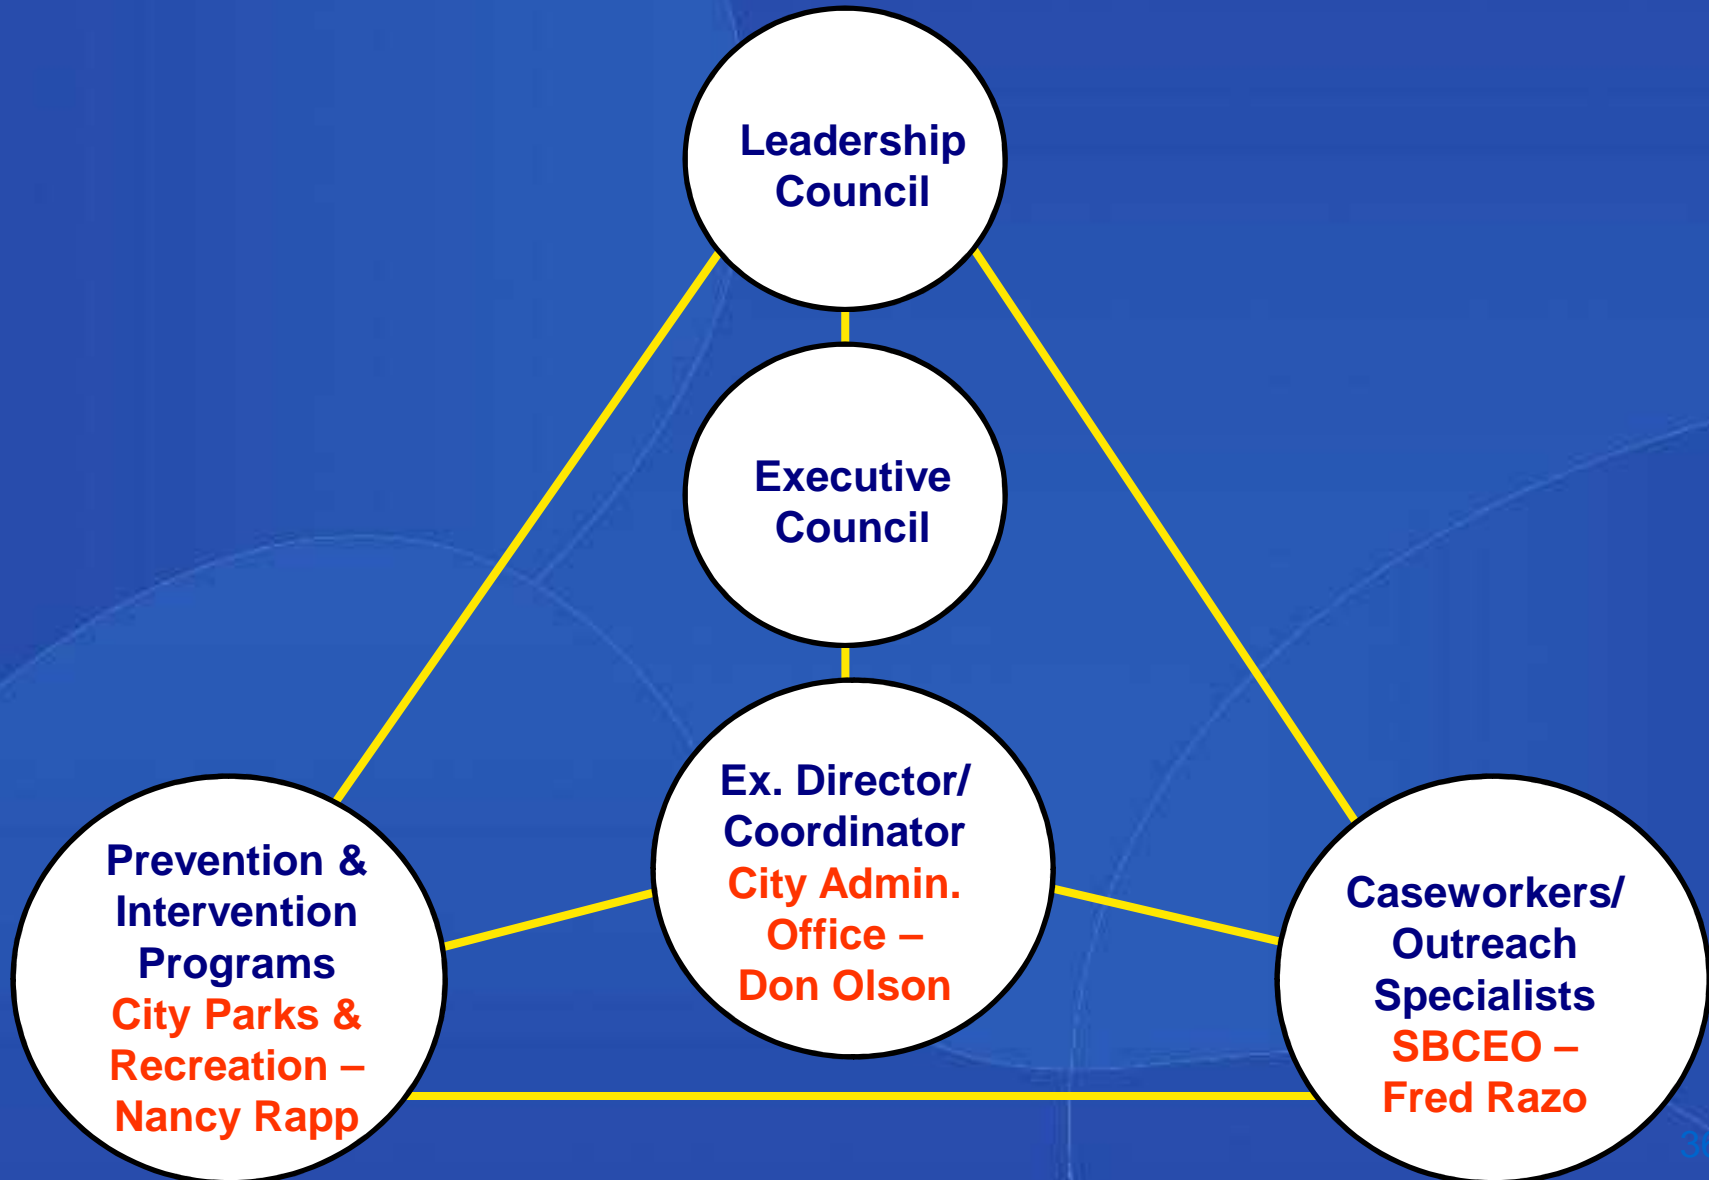 Leadership
Council
Executive
Council
Ex. Director/
Coordinator
City Admin.
Office –
Don Olson
Prevention &
Intervention
Programs
City Parks &
Recreation –
Nancy Rapp
Caseworkers/
Outreach
Specialists
SBCEO –
Fred Razo